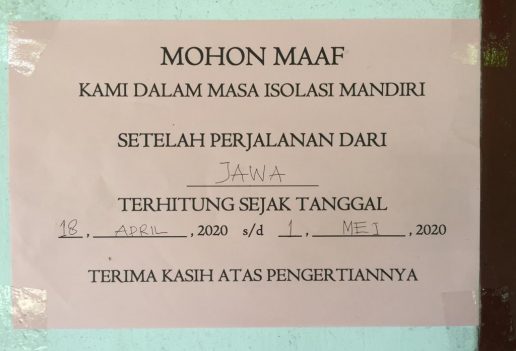 MOHON MAAF
KAMI DALAM MASA ISOLASI MANDIRI
SETELAH PERJALANAN DARI
JAWA
TERHITUNG SEJAK TANGGAL
18, APRIL, 2020 s/d 1, MEI, 2020
TERIMA KASIH ATAS PENGERTIANNYA